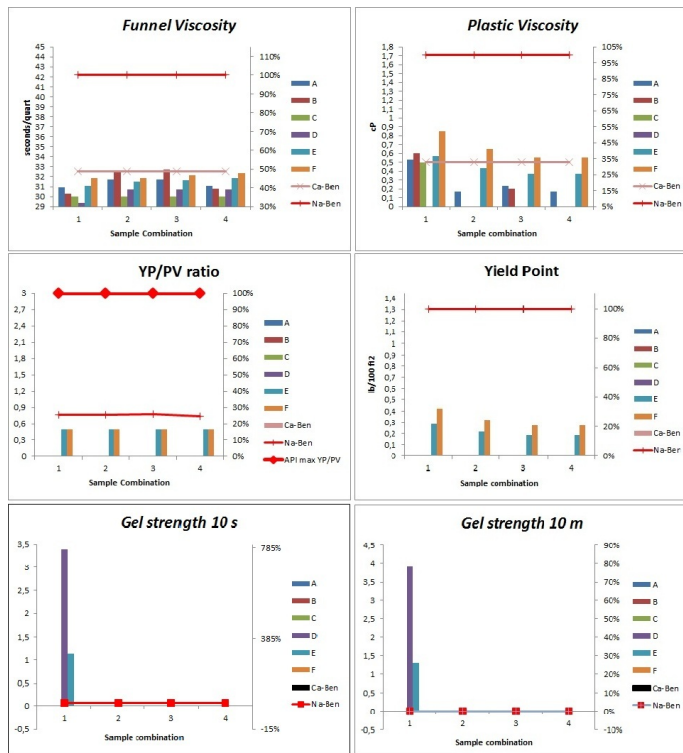 Funnel Viscosity
45
44
43
42
41
40
39
38
37
36
35
34
33
32
31
30
29
seconds/quart
110%
100%
90%
80%
70%
60%
50%
40%
30%
1 2 3 4
Sample Combination
A
B
C
D
E
F
Ca-Ben
Na-Ben
Plastic Viscosity
1,8
1,7
1,6
1,5
1,4
1,3
1,2
1,1
1
0,9
0,8
0,7
0,6
0,5
0,4
0,3
0,2
0,1
0
cP
105%
95%
85%
75%
65%
55%
45%
35%
25%
15%
5%
1 2 3 4
Sample combination
A
B
C
D
E
F
Ca-Ben
Na-Ben
YP/PV ratio
3
2,7
2,4
2,1
1,8
1,5
1,2
0,9
0,6
0,3
0
100%
90%
80%
70%
60%
50%
40%
30%
20%
10%
0%
1 2 3 4
Sample Combination
A
B
C
D
E
F
Ca-Ben
Na-Ben
API max YP/PV
Yield Point
1,4
1,3
1,2
1,1
1
0,9
0,8
0,7
0,6
0,5
0,4
0,3
0,2
0,1
0
lb/100 ft2
100%
80%
60%
40%
20%
0%
1 2 3 4
Sample Combination
A
B
C
D
E
F
Ca-Ben
Na-Ben
Gel strength 10 s
3,5
3
2,5
2
1,5
1
0,5
0
-0,5
785%
385%
-15%
1 2 3 4
Sample combination
A
B
C
D
E
F
Ca-Ben
Na-Ben
Gel strength 10 m
4,5
4
3,5
3
2,5
2
1,5
1
0,5
0
-0,5
90%
80%
70%
60%
50%
40%
30%
20%
10%
0%
-10%
1 2 3 4
Sample combination
A
B
C
D
E
F
Ca-Ben
Na-Ben